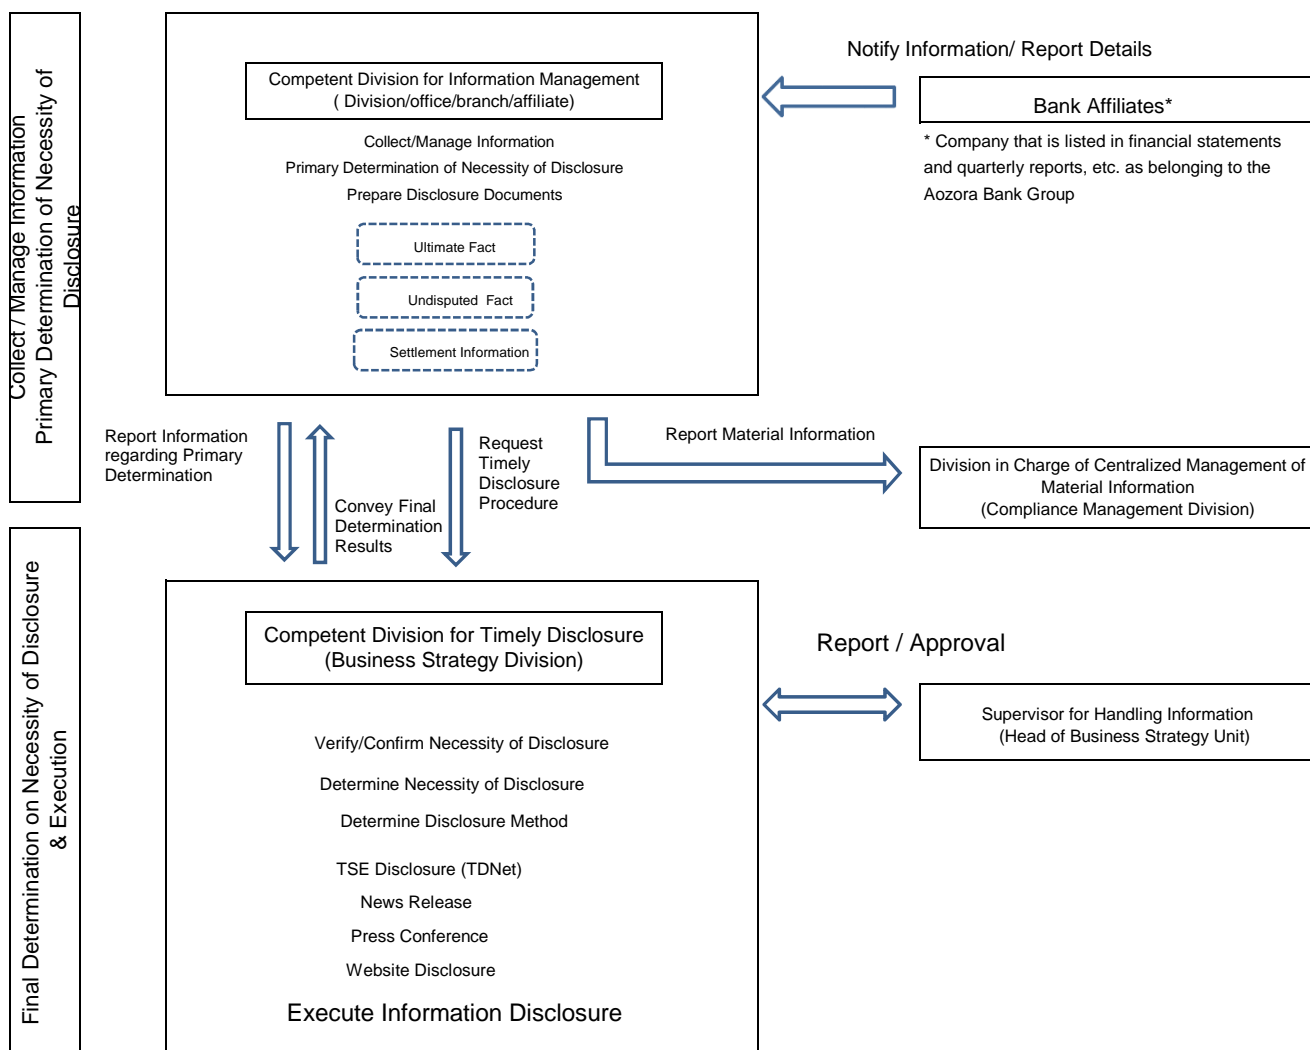 Collect / Manage Information
Primary Determination of Necessity of
Disclosure
Competent Division for Information Management
( Division/office/branch/affiliate)
Collect/Manage Information
Primary Determination of Necessity of Disclosure
Prepare Disclosure Documents
Ultimate Fact
Undisputed Fact
Settlement Information
Notify Information/ Report Details
Bank Affiliates*
* Company that is listed in financial statements
and quarterly reports, etc. as belonging to the
Aozora Bank Group
Report Information
regarding Primary
Determination
Convey Final
Determination
Results
Request
Timely
Disclosure
Procedure
Report Material Information
Division in Charge of Centralized Management of
Material Information
(Compliance Management Division)
Final Determination on Necessity of Disclosure
& Execution
Competent Division for Timely Disclosure
(Business Strategy Division)
Verify/Confirm Necessity of Disclosure
Determine Necessity of Disclosure
Determine Disclosure Method
TSE Disclosure (TDNet)
News Release
Press Conference
Website Disclosure
Execute Information Disclosure
Report / Approval
Supervisor for Handling Information
(Head of Business Strategy Unit)